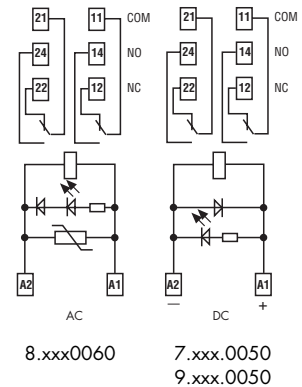 21 11 COM 21 11 COM
24 14 NO 24 14 NO
22 12 NC 22 12 NC
A2 A1 A2 A1
— +
AC DC
8.xxx0060 7.xxx.0050
9.xxx.0050